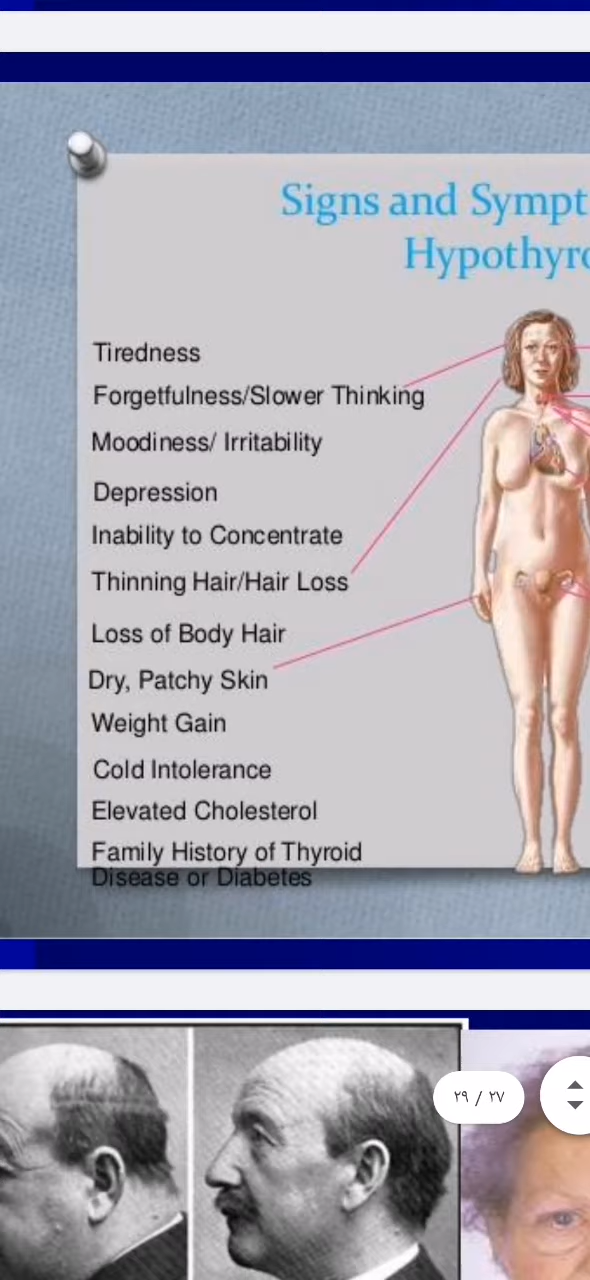 Signs and Sympt
Hypothyro
Tiredness
Forgetfulness/Slower Thinking
Moodiness/ Irritability
Depression
Inability to Concentrate
Thinning Hair/Hair Loss
Loss of Body Hair
Dry, Patchy Skin
Weight Gain
Cold Intolerance
Elevated Cholesterol
Family History of Thyroid
Disease or Diabetes
٢٩ / ٢٧